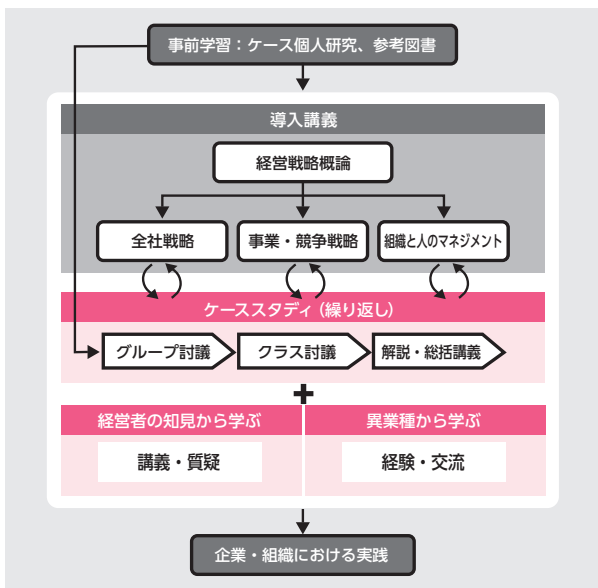 事前学習：ケース個人研究、参考図書
導入講義
経営戦略概論
全社戦略
事業・競争戦略
組織と人のマネジメント
ケーススタディ（繰り返し）
グループ討議
クラス討議
解説・総括講義
+
経営者の知見から学ぶ
異業種から学ぶ
講義・質疑
経験・交流
企業・組織における実践